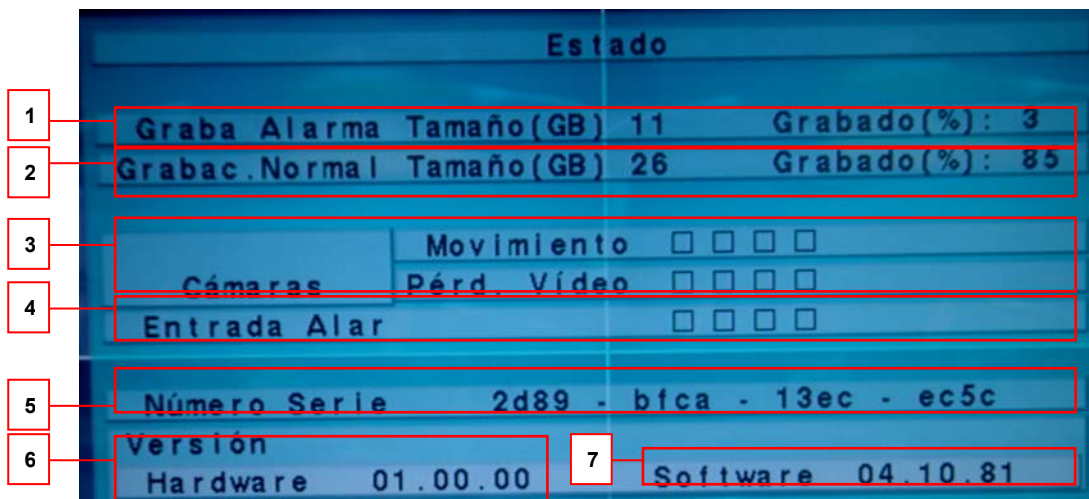 Estado
1
Graba Alarma Tamaño(GB) 11 Grabado(%): 3
2
Grabac.Normal Tamaño(GB) 26 Grabado(%): 85
3
Movimiento □ □ □ □
Cámaras
Pérd. Vídeo □ □ □ □
4
Entrada Alar □ □ □ □
5
Número Serie 2d89 - bfca - 13ec - ec5c
Versión
6
Hardware 01.00.00
7
Software 04.10.81